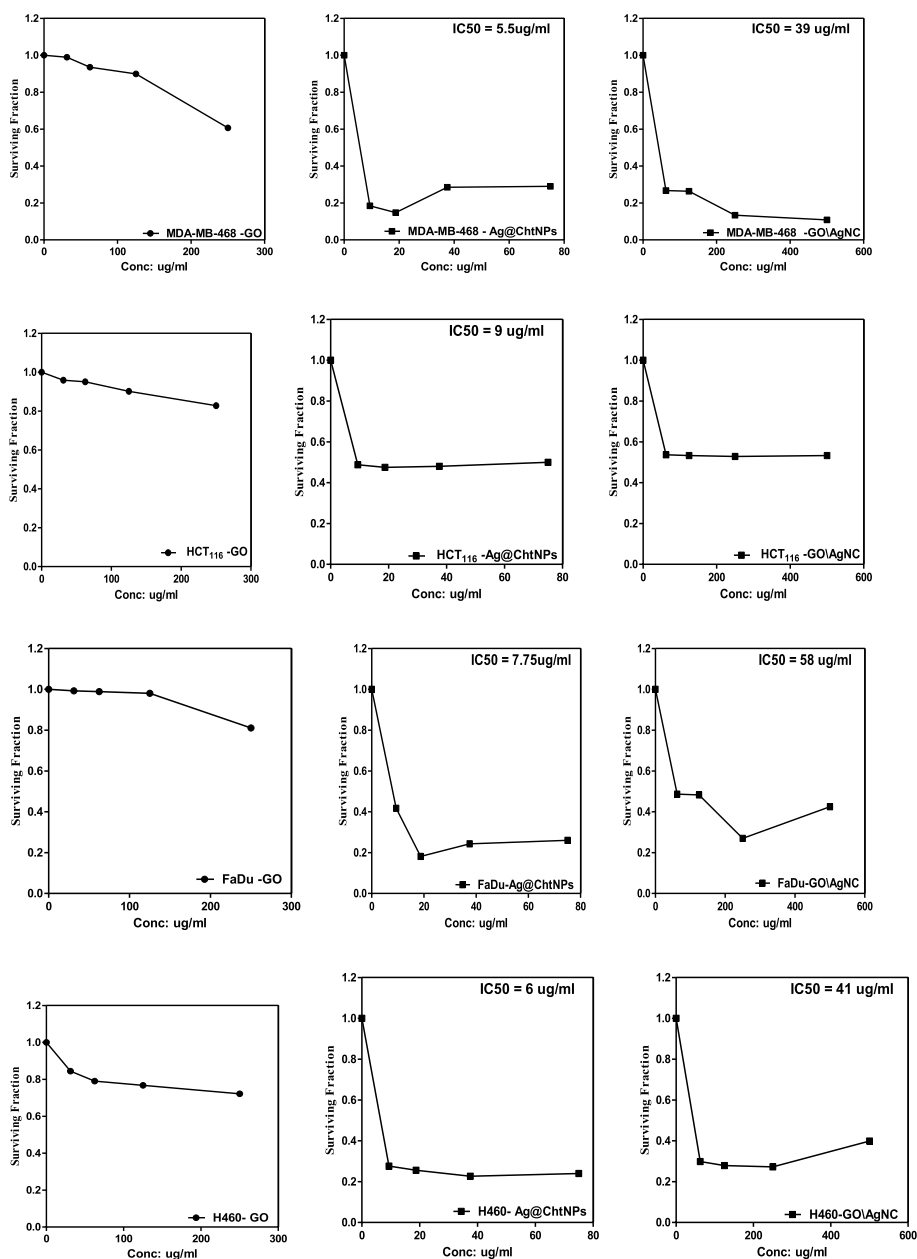 1.2
1.0
0.8
0.6
0.4
0.2
0.0
Surviving Fraction
MDA-MB-468 -GO
0 100 200 300
Conc: ug/ml
IC50 = 5.5ug/ml
1.2
1.0
0.8
0.6
0.4
0.2
0.0
Surviving Fraction
MDA-MB-468 - Ag@ChtNPs
0 20 40 60 80
Conc: ug/ml
IC50 = 39 ug/ml
1.2
1.0
0.8
0.6
0.4
0.2
0.0
Surviving Fraction
MDA-MB-468 -GO\AgNC
0 200 400 600
Conc: ug/ml
1.2
1.0
0.8
0.6
0.4
0.2
0.0
Surviving Fraction
HCT116 -GO
0 100 200 300
Conc: ug/ml
IC50 = 9 ug/ml
1.2
1.0
0.8
0.6
0.4
0.2
0.0
Surviving Fraction
HCT116 -Ag@ChtNPs
0 20 40 60 80
Conc: ug/ml
1.2
1.0
0.8
0.6
0.4
0.2
0.0
Surviving Fraction
HCT116 -GO\AgNC
0 200 400 600
Conc: ug/ml
1.2
1.0
0.8
0.6
0.4
0.2
0.0
Surviving Fraction
FaDu -GO
0 100 200 300
Conc: ug/ml
IC50 = 7.75ug/ml
1.2
1.0
0.8
0.6
0.4
0.2
0.0
Surviving Fraction
FaDu-Ag@ChtNPs
0 20 40 60 80
Conc: ug/ml
IC50 = 58 ug/ml
1.2
1.0
0.8
0.6
0.4
0.2
0.0
Surviving Fraction
FaDu-GO\AgNC
0 200 400 600
Conc: ug/ml
1.2
1.0
0.8
0.6
0.4
0.2
0.0
Surviving Fraction
H460- GO
0 100 200 300
Conc: ug/ml
IC50 = 6 ug/ml
1.2
1.0
0.8
0.6
0.4
0.2
0.0
Surviving Fraction
H460- Ag@ChtNPs
0 20 40 60 80
Conc: ug/ml
IC50 = 41 ug/ml
1.2
1.0
0.8
0.6
0.4
0.2
0.0
Surviving Fraction
H460-GO\AgNC
0 200 400 600
Conc: ug/ml